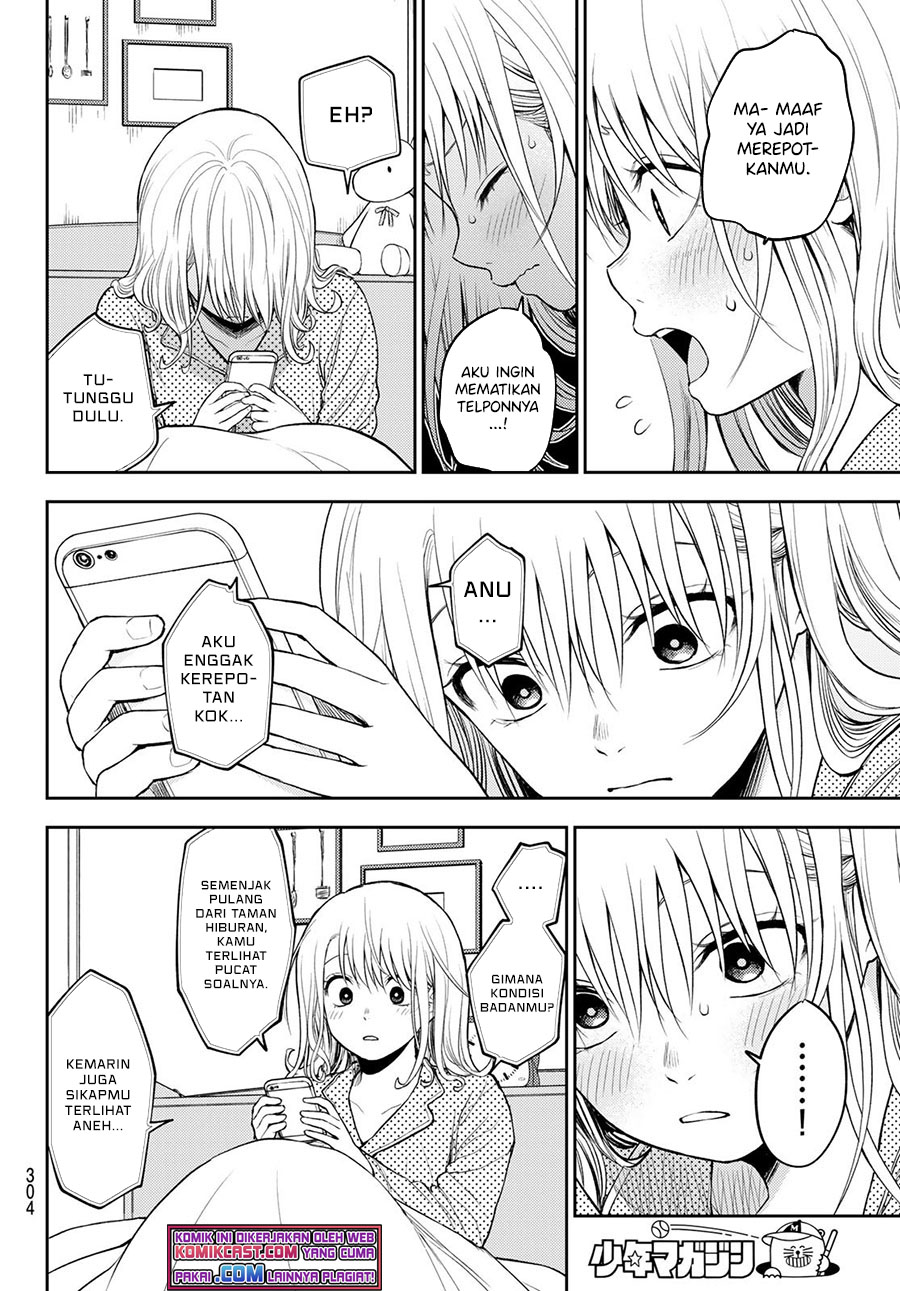 MA- MAAF
YA JADI
MEREPOT-
KANMU.
AKU INGIN
MEMATIKAN
TELPONNYA
...!
EH?
TU-
TUNGGU
DULU.
ANU
...
AKU
ENGGAK
KEREPO-
TAN
KOK...
.......!
....
GIMANA
KONDISI
BADANMU?
SEMENJAK
PULANG
DARI TAMAN
HIBURAN,
KAMU
TERLIHAT
PUCAT
SOALNYA.
KEMARIN
JUGA
SIKAPMU
TERLIHAT
ANEH...
304
KOMIK INI DIKERJAKAN OLEH WEB
KOMIKCAST.COM YANG CUMA
PAKAI .COM LAINNYA PLAGIAT!
少年マガジン
M